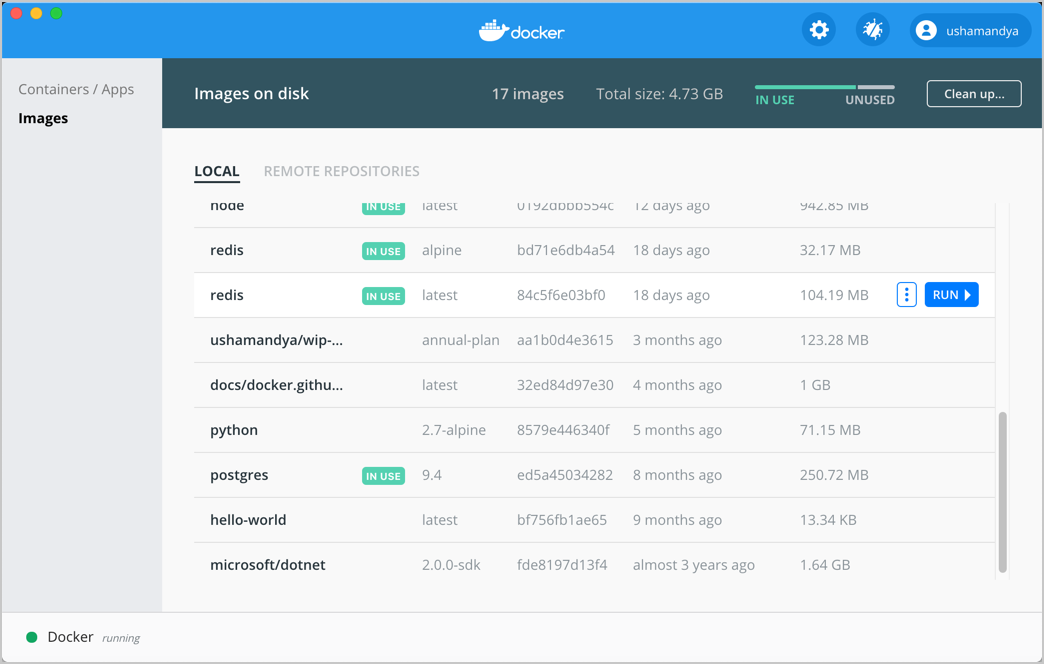 docker
ushamandya
Containers / Apps
Images
Images on disk
17 images
Total size: 4.73 GB
IN USE
UNUSED
Clean up...
LOCAL REMOTE REPOSITORIES
node IN USE latest 0192dbbb554c 12 days ago 942.85 MB
redis IN USE alpine bd71e6db4a54 18 days ago 32.17 MB
redis IN USE latest 84c5f6e03bf0 18 days ago 104.19 MB RUN
ushamandya/wip-... annual-plan aa1b0d4e3615 3 months ago 123.28 MB
docs/docker.githu... latest 32ed84d97e30 4 months ago 1 GB
python 2.7-alpine 8579e446340f 5 months ago 71.15 MB
postgres IN USE 9.4 ed5a45034282 8 months ago 250.72 MB
hello-world latest bf756fb1ae65 9 months ago 13.34 KB
microsoft/dotnet 2.0.0-sdk fde8197d13f4 almost 3 years ago 1.64 GB
Docker running